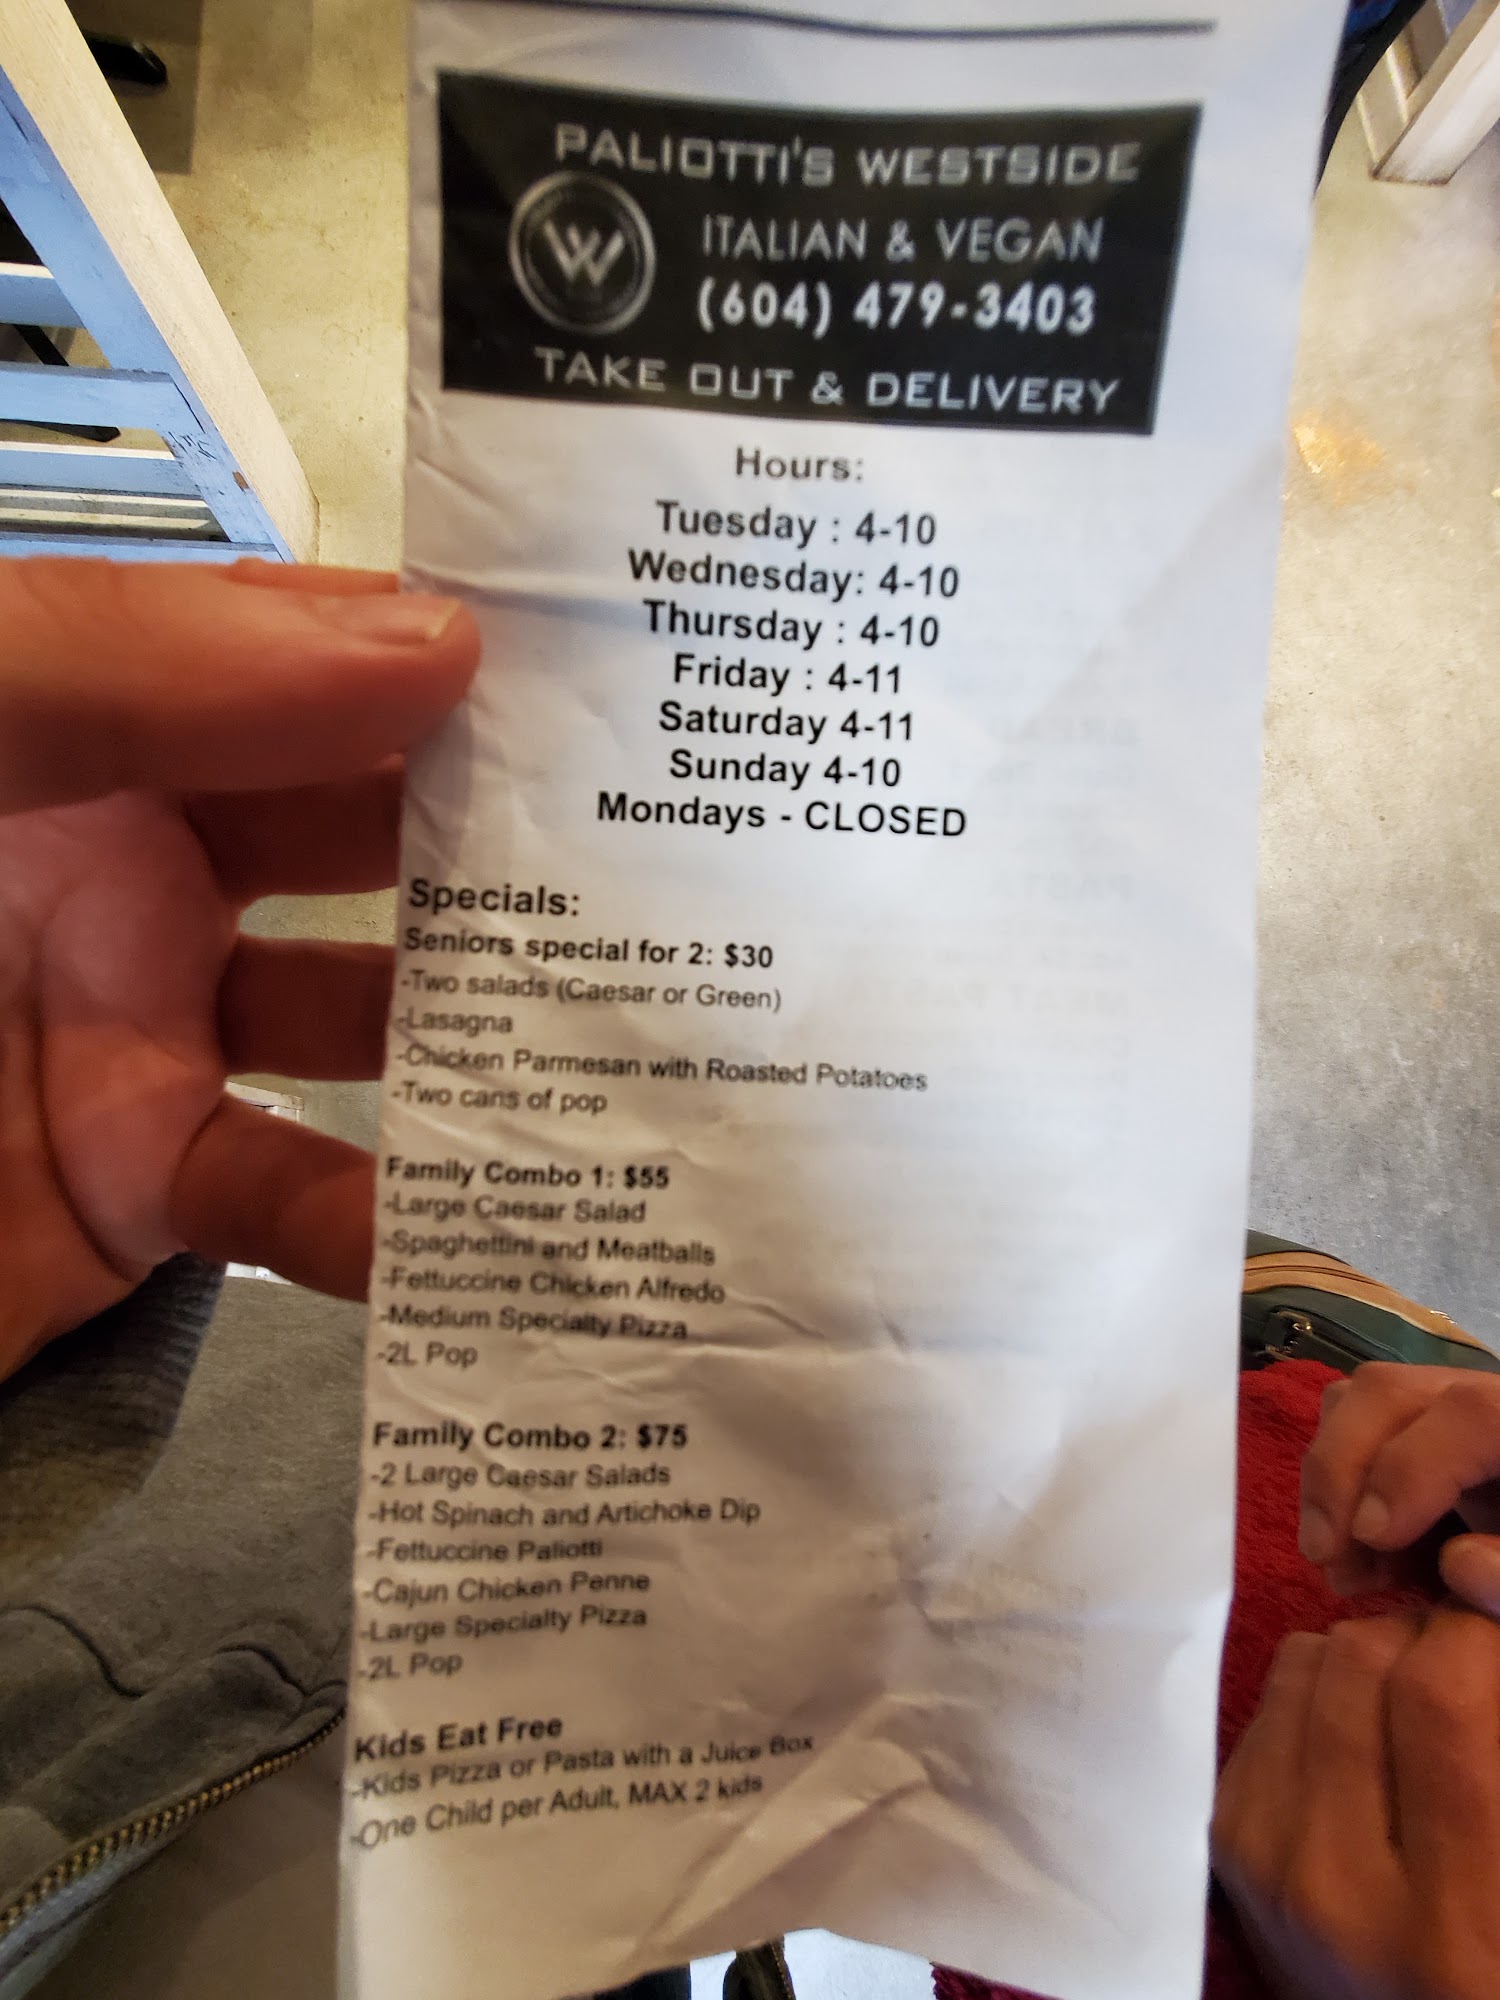 PALIOTTI'S WESTSIDE
W
ITALIAN & VEGAN
(604) 479-3403
TAKE OUT & DELIVERY
Hours:
Tuesday : 4-10
Wednesday: 4-10
Thursday : 4-10
Friday : 4-11
Saturday 4-11
Sunday 4-10
Mondays - CLOSED
Specials:
Seniors special for 2: $30
-Two salads (Caesar or Green)
-Lasagna
-Chicken Parmesan with Roasted Potatoes
-Two cans of pop
Family Combo 1: $55
-Large Caesar Salad
-Spaghettini and Meatballs
-Fettuccine Chicken Alfredo
-Medium Specialty Pizza
-2L Pop
Family Combo 2: $75
-2 Large Caesar Salads
-Hot Spinach and Artichoke Dip
-Fettuccine Paliotti
-Cajun Chicken Penne
-Large Specialty Pizza
-2L Pop
Kids Eat Free
-Kids Pizza or Pasta with a Juice Box
-One Child per Adult, MAX 2 kids